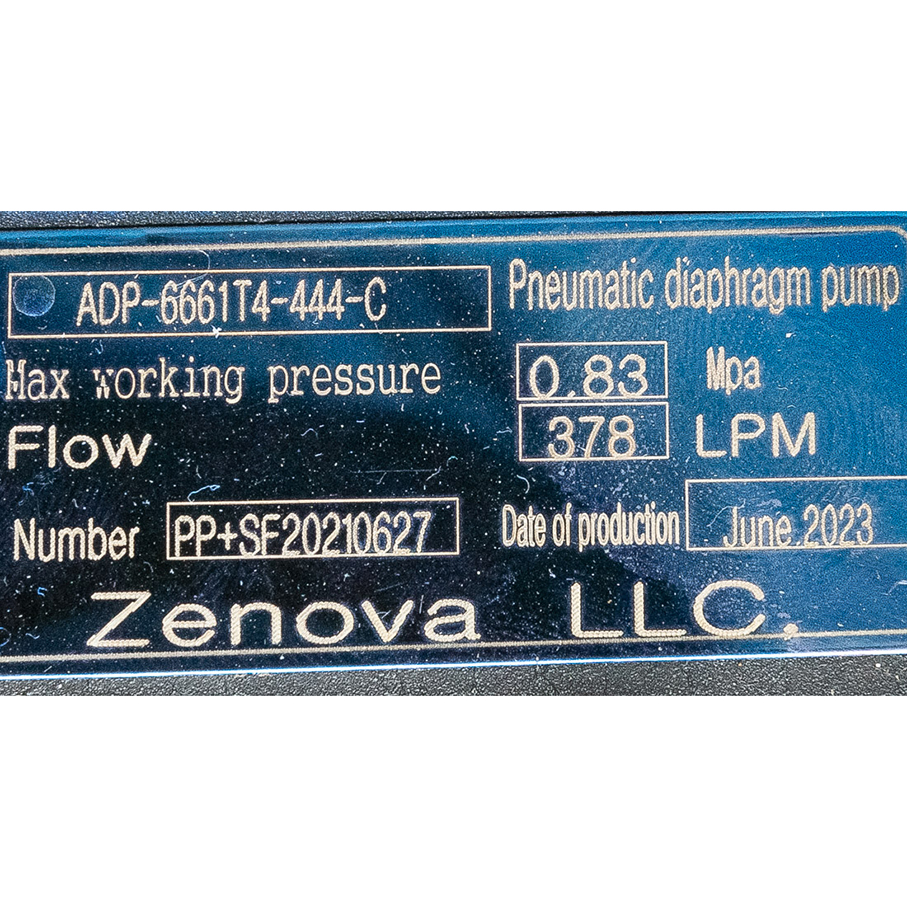 ADP-6661T4-444-C Pneumatic diaphragm pump
Max working pressure 0.83 Mpa
Flow 378 LPM
Number PP+SF20210627 Date of production June.2023
Zenova LLC.